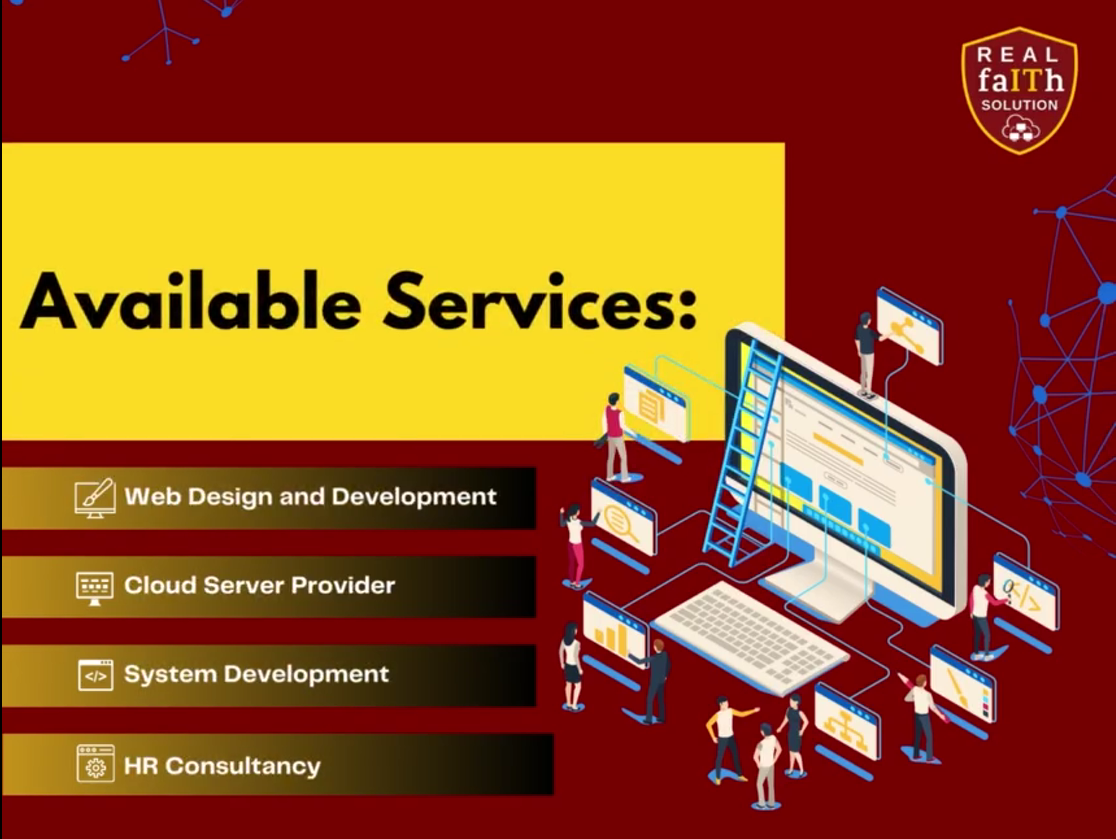 REAL
faITh
SOLUTION
Available Services:
Web Design and Development
Cloud Server Provider
System Development
HR Consultancy